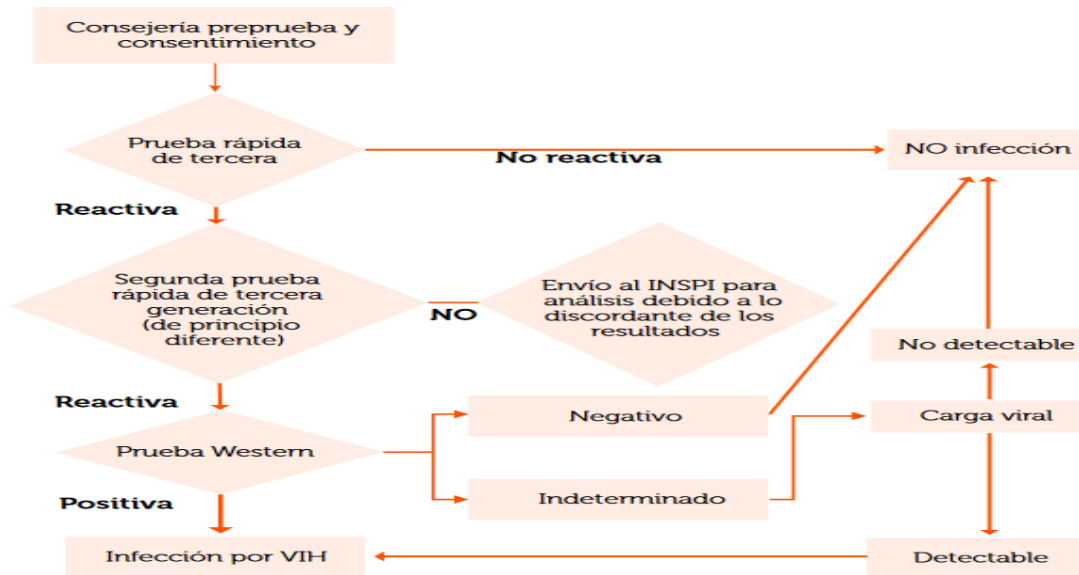 Consejería preprueba y
consentimiento
Prueba rápida
de tercera
No reactiva
NO infección
Reactiva
Segunda prueba
rápida de tercera
generación
(de principio
diferente)
NO
Envío al INSPI para
análisis debido a lo
discordante de los
resultados
No detectable
Reactiva
Negativo
Carga viral
Prueba Western
Indeterminado
Positiva
Infección por VIH
Detectable